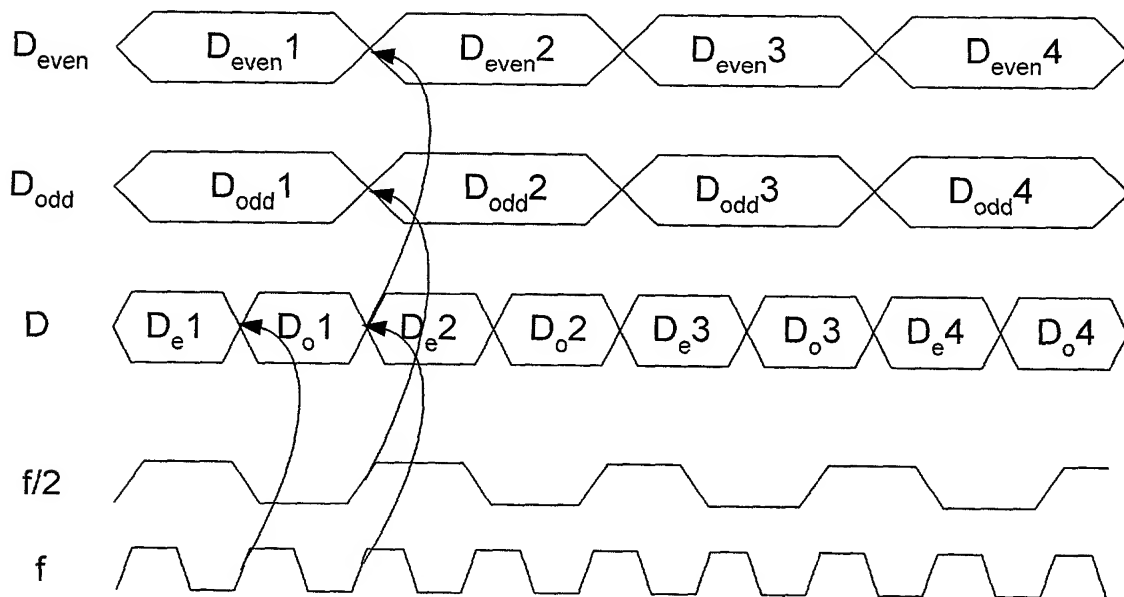 D_even D_even1 D_even2 D_even3 D_even4
D_odd D_odd1 D_odd2 D_odd3 D_odd4
D D_e1 D_o1 D_e2 D_o2 D_e3 D_o3 D_e4 D_o4
f/2
f